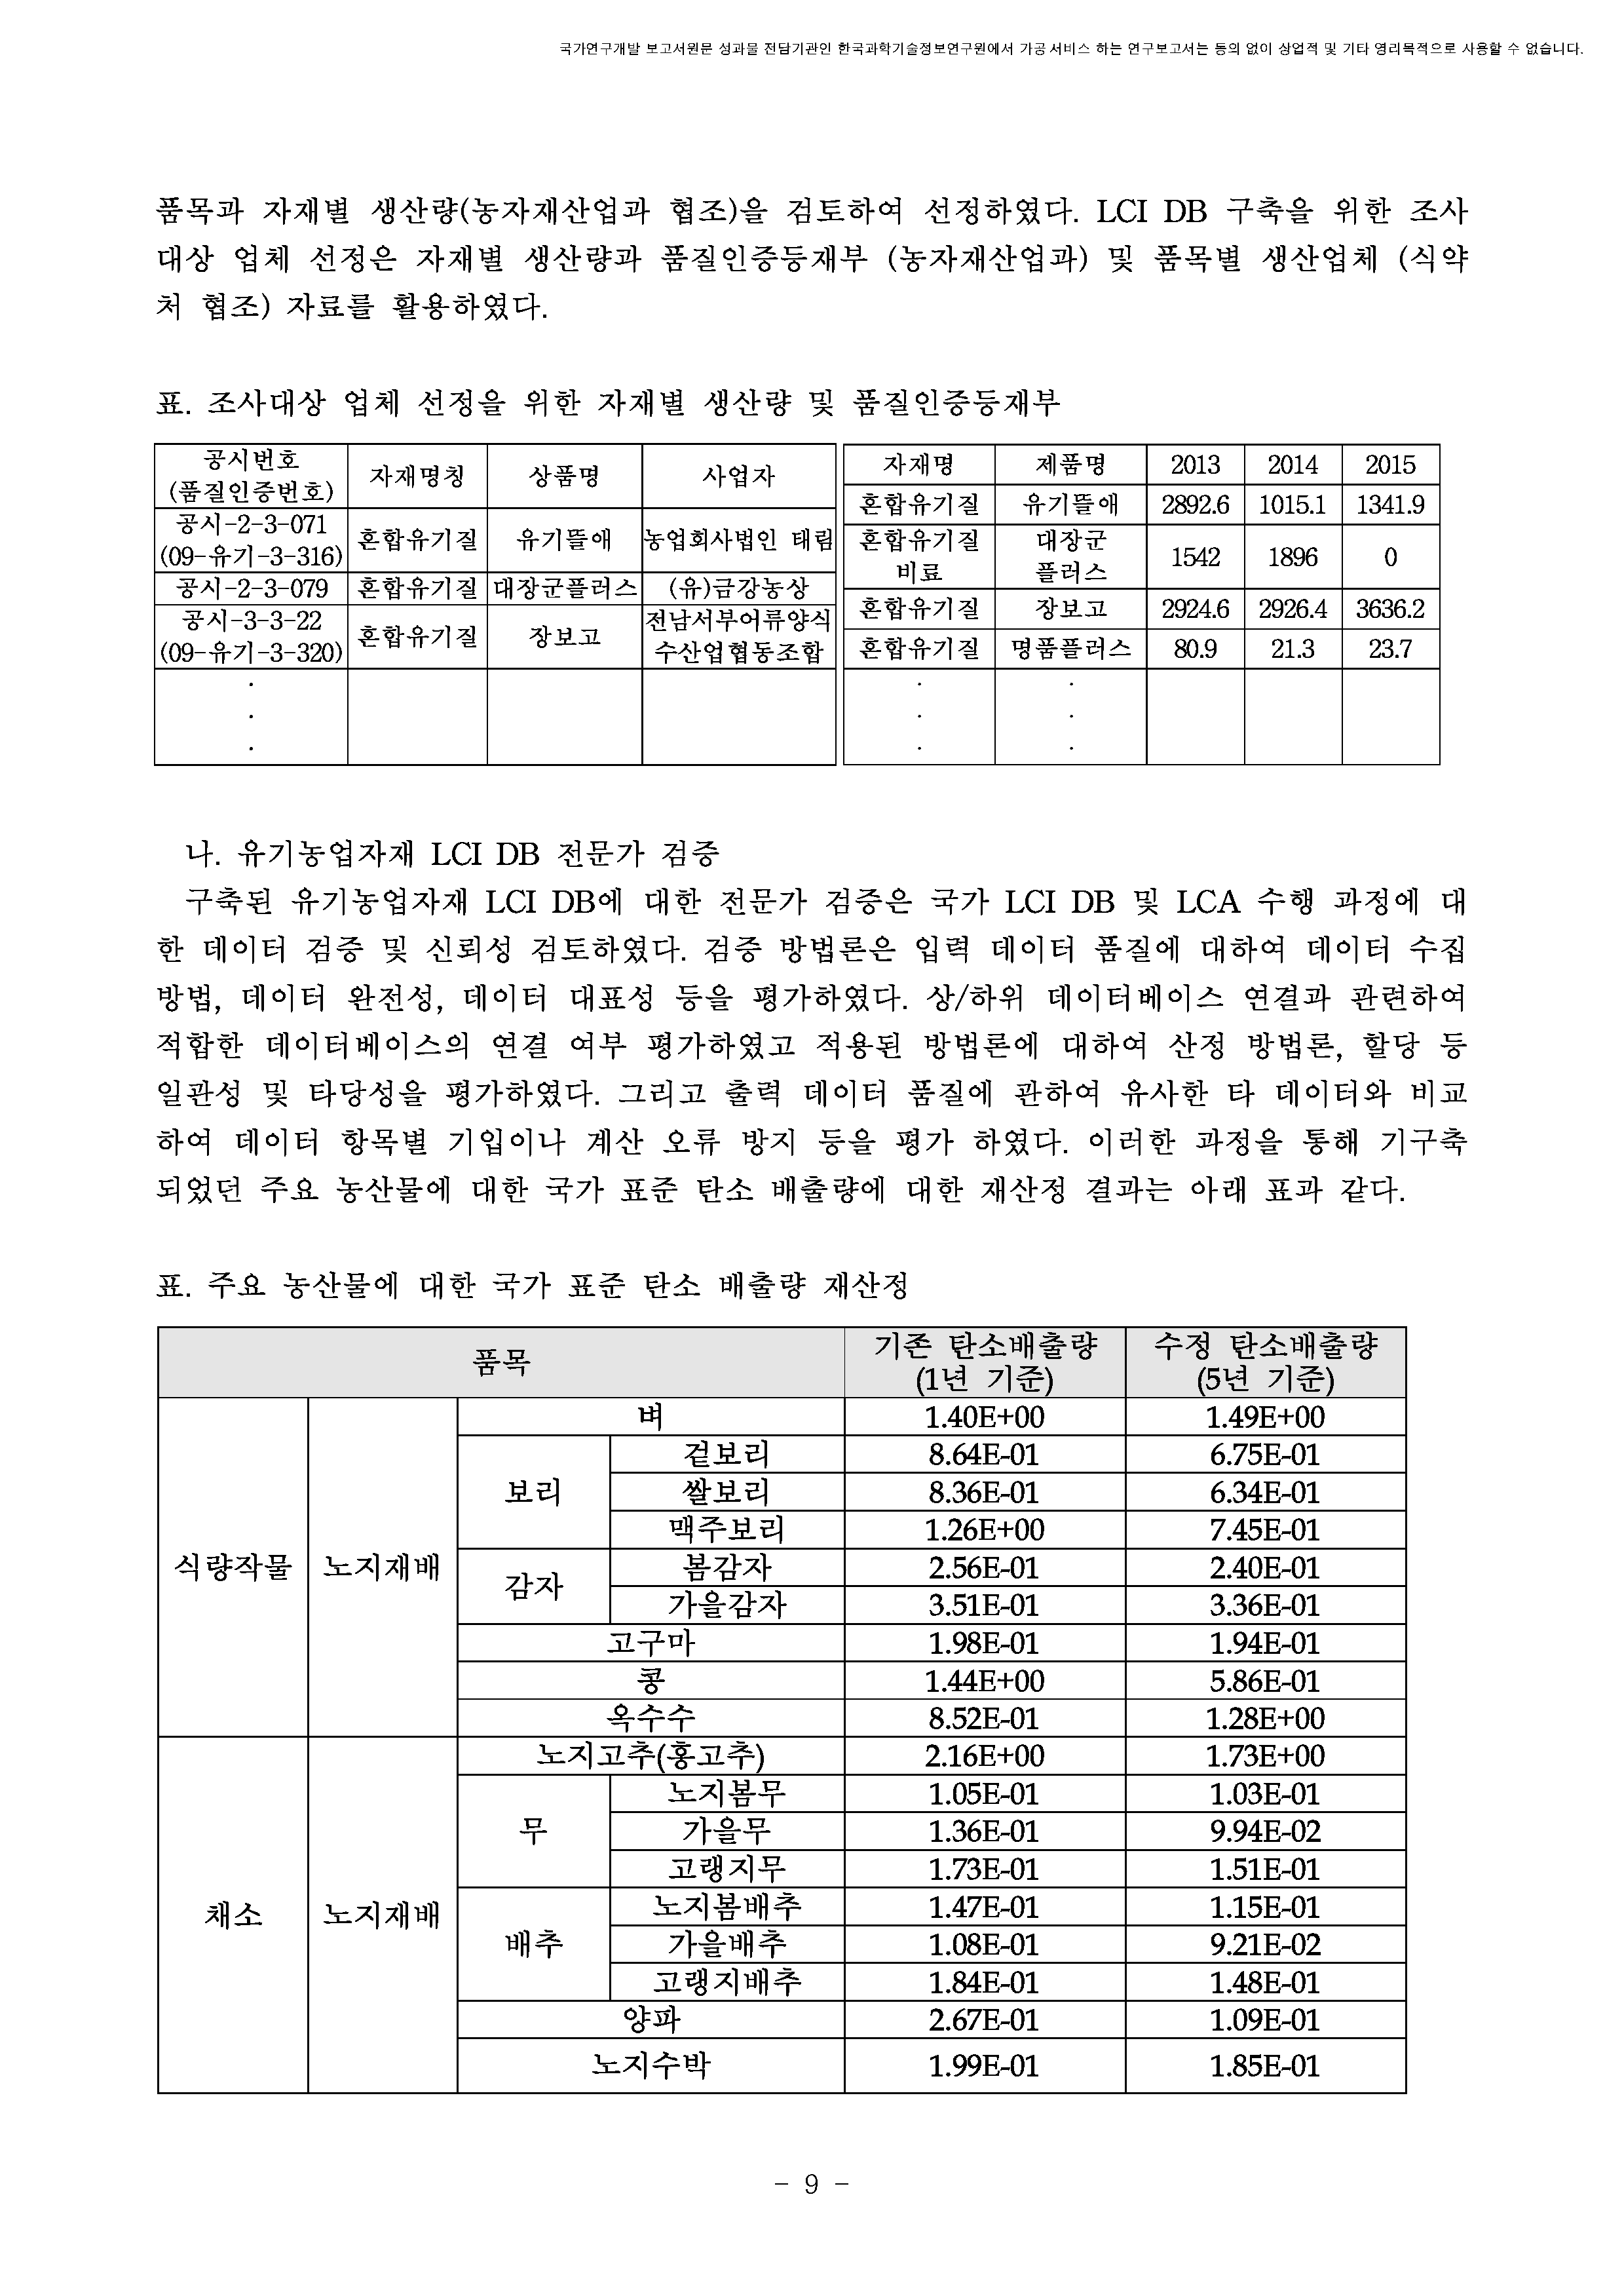 국가연구개발 보고서원문 성과물 전담기관인 한국과학기술정보연구원에서 가공·서비스 하는 연구보고서는 동의 없이 상업적 및 기타 영리목적으로 사용할 수 없습니다.
품목과 자재별 생산량(농자재산업과 협조)을 검토하여 선정하였다. LCI DB 구축을 위한 조사
대상 업체 선정은 자재별 생산량과 품질인증등재부 (농자재산업과) 및 품목별 생산업체 (식약
처 협조) 자료를 활용하였다.
표. 조사대상 업체 선정을 위한 자재별 생산량 및 품질인증등재부
공시번호
(품질인증번호) 자재명칭 상품명 사업자
공시-2-3-071
(09-유기-3-316) 혼합유기질 유기뜰애 농업회사법인 태림
공시-2-3-079 혼합유기질 대장군플러스 (유)금강농상
공시-3-3-22
(09-유기-3-320) 혼합유기질 장보고 전남서부어류양식
수산업협동조합
.
.
.
자재명 제품명 2013 2014 2015
혼합유기질 유기뜰애 2892.6 1015.1 1341.9
혼합유기질 대장군
비료 플러스 1542 1896 0
혼합유기질 장보고 2924.6 2926.4 3636.2
혼합유기질 명품플러스 80.9 21.3 23.7
. .
. .
. .
나. 유기농업자재 LCI DB 전문가 검증
구축된 유기농업자재 LCI DB에 대한 전문가 검증은 국가 LCI DB 및 LCA 수행 과정에 대
한 데이터 검증 및 신뢰성 검토하였다. 검증 방법론은 입력 데이터 품질에 대하여 데이터 수집
방법, 데이터 완전성, 데이터 대표성 등을 평가하였다. 상/하위 데이터베이스 연결과 관련하여
적합한 데이터베이스의 연결 여부 평가하였고 적용된 방법론에 대하여 산정 방법론, 할당 등
일관성 및 타당성을 평가하였다. 그리고 출력 데이터 품질에 관하여 유사한 타 데이터와 비교
하여 데이터 항목별 기입이나 계산 오류 방지 등을 평가 하였다. 이러한 과정을 통해 기구축
되었던 주요 농산물에 대한 국가 표준 탄소 배출량에 대한 재산정 결과는 아래 표과 같다.
표. 주요 농산물에 대한 국가 표준 탄소 배출량 재산정
품목 기존 탄소배출량 수정 탄소배출량
(1년 기준) (5년 기준)
식량작물 노지재배 벼 1.40E+00 1.49E+00
보리 겉보리 8.64E-01 6.75E-01
쌀보리 8.36E-01 6.34E-01
맥주보리 1.26E+00 7.45E-01
감자 봄감자 2.56E-01 2.40E-01
가을감자 3.51E-01 3.36E-01
고구마 1.98E-01 1.94E-01
콩 1.44E+00 5.86E-01
옥수수 8.52E-01 1.28E+00
채소 노지재배 노지고추(홍고추) 2.16E+00 1.73E+00
무 노지봄무 1.05E-01 1.03E-01
가을무 1.36E-01 9.94E-02
고랭지무 1.73E-01 1.51E-01
배추 노지봄배추 1.47E-01 1.15E-01
가을배추 1.08E-01 9.21E-02
고랭지배추 1.84E-01 1.48E-01
양파 2.67E-01 1.09E-01
노지수박 1.99E-01 1.85E-01
- 9 -